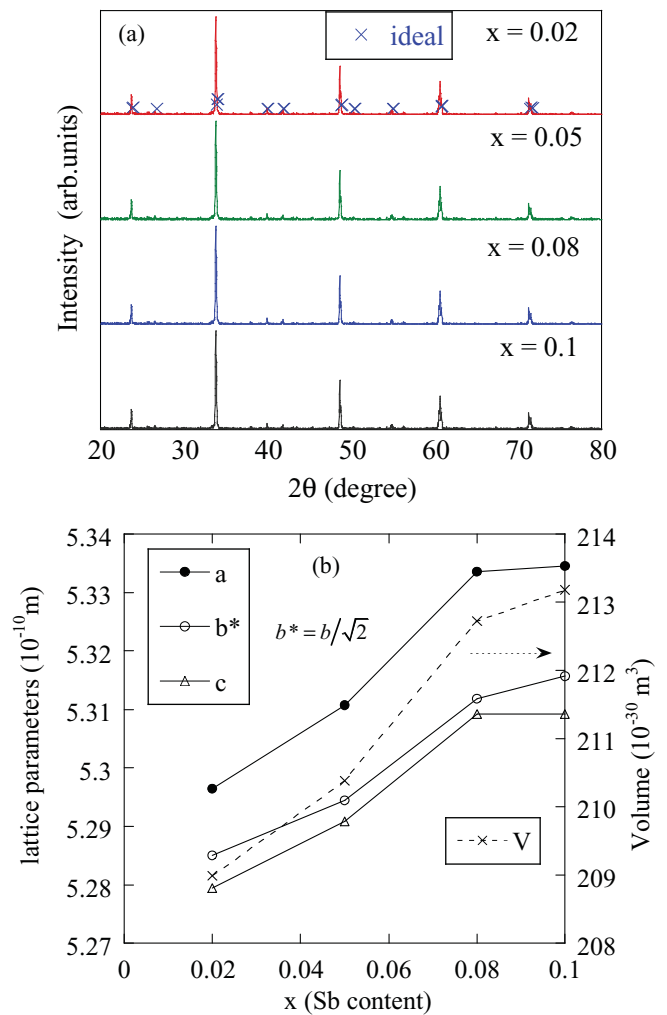 (a)
× ideal
x = 0.02
x = 0.05
x = 0.08
x = 0.1
Intensity (arb.units)
20 30 40 50 60 70 80
2θ (degree)
(b)
5.34
5.33
5.32
5.31
5.3
5.29
5.28
5.27
lattice parameters (10⁻¹⁰m)
a
b*
c
b* = b/√2
V
214
213
212
211
210
209
208
Volume (10⁻³⁰ m³)
0 0.02 0.04 0.06 0.08 0.1
x (Sb content)